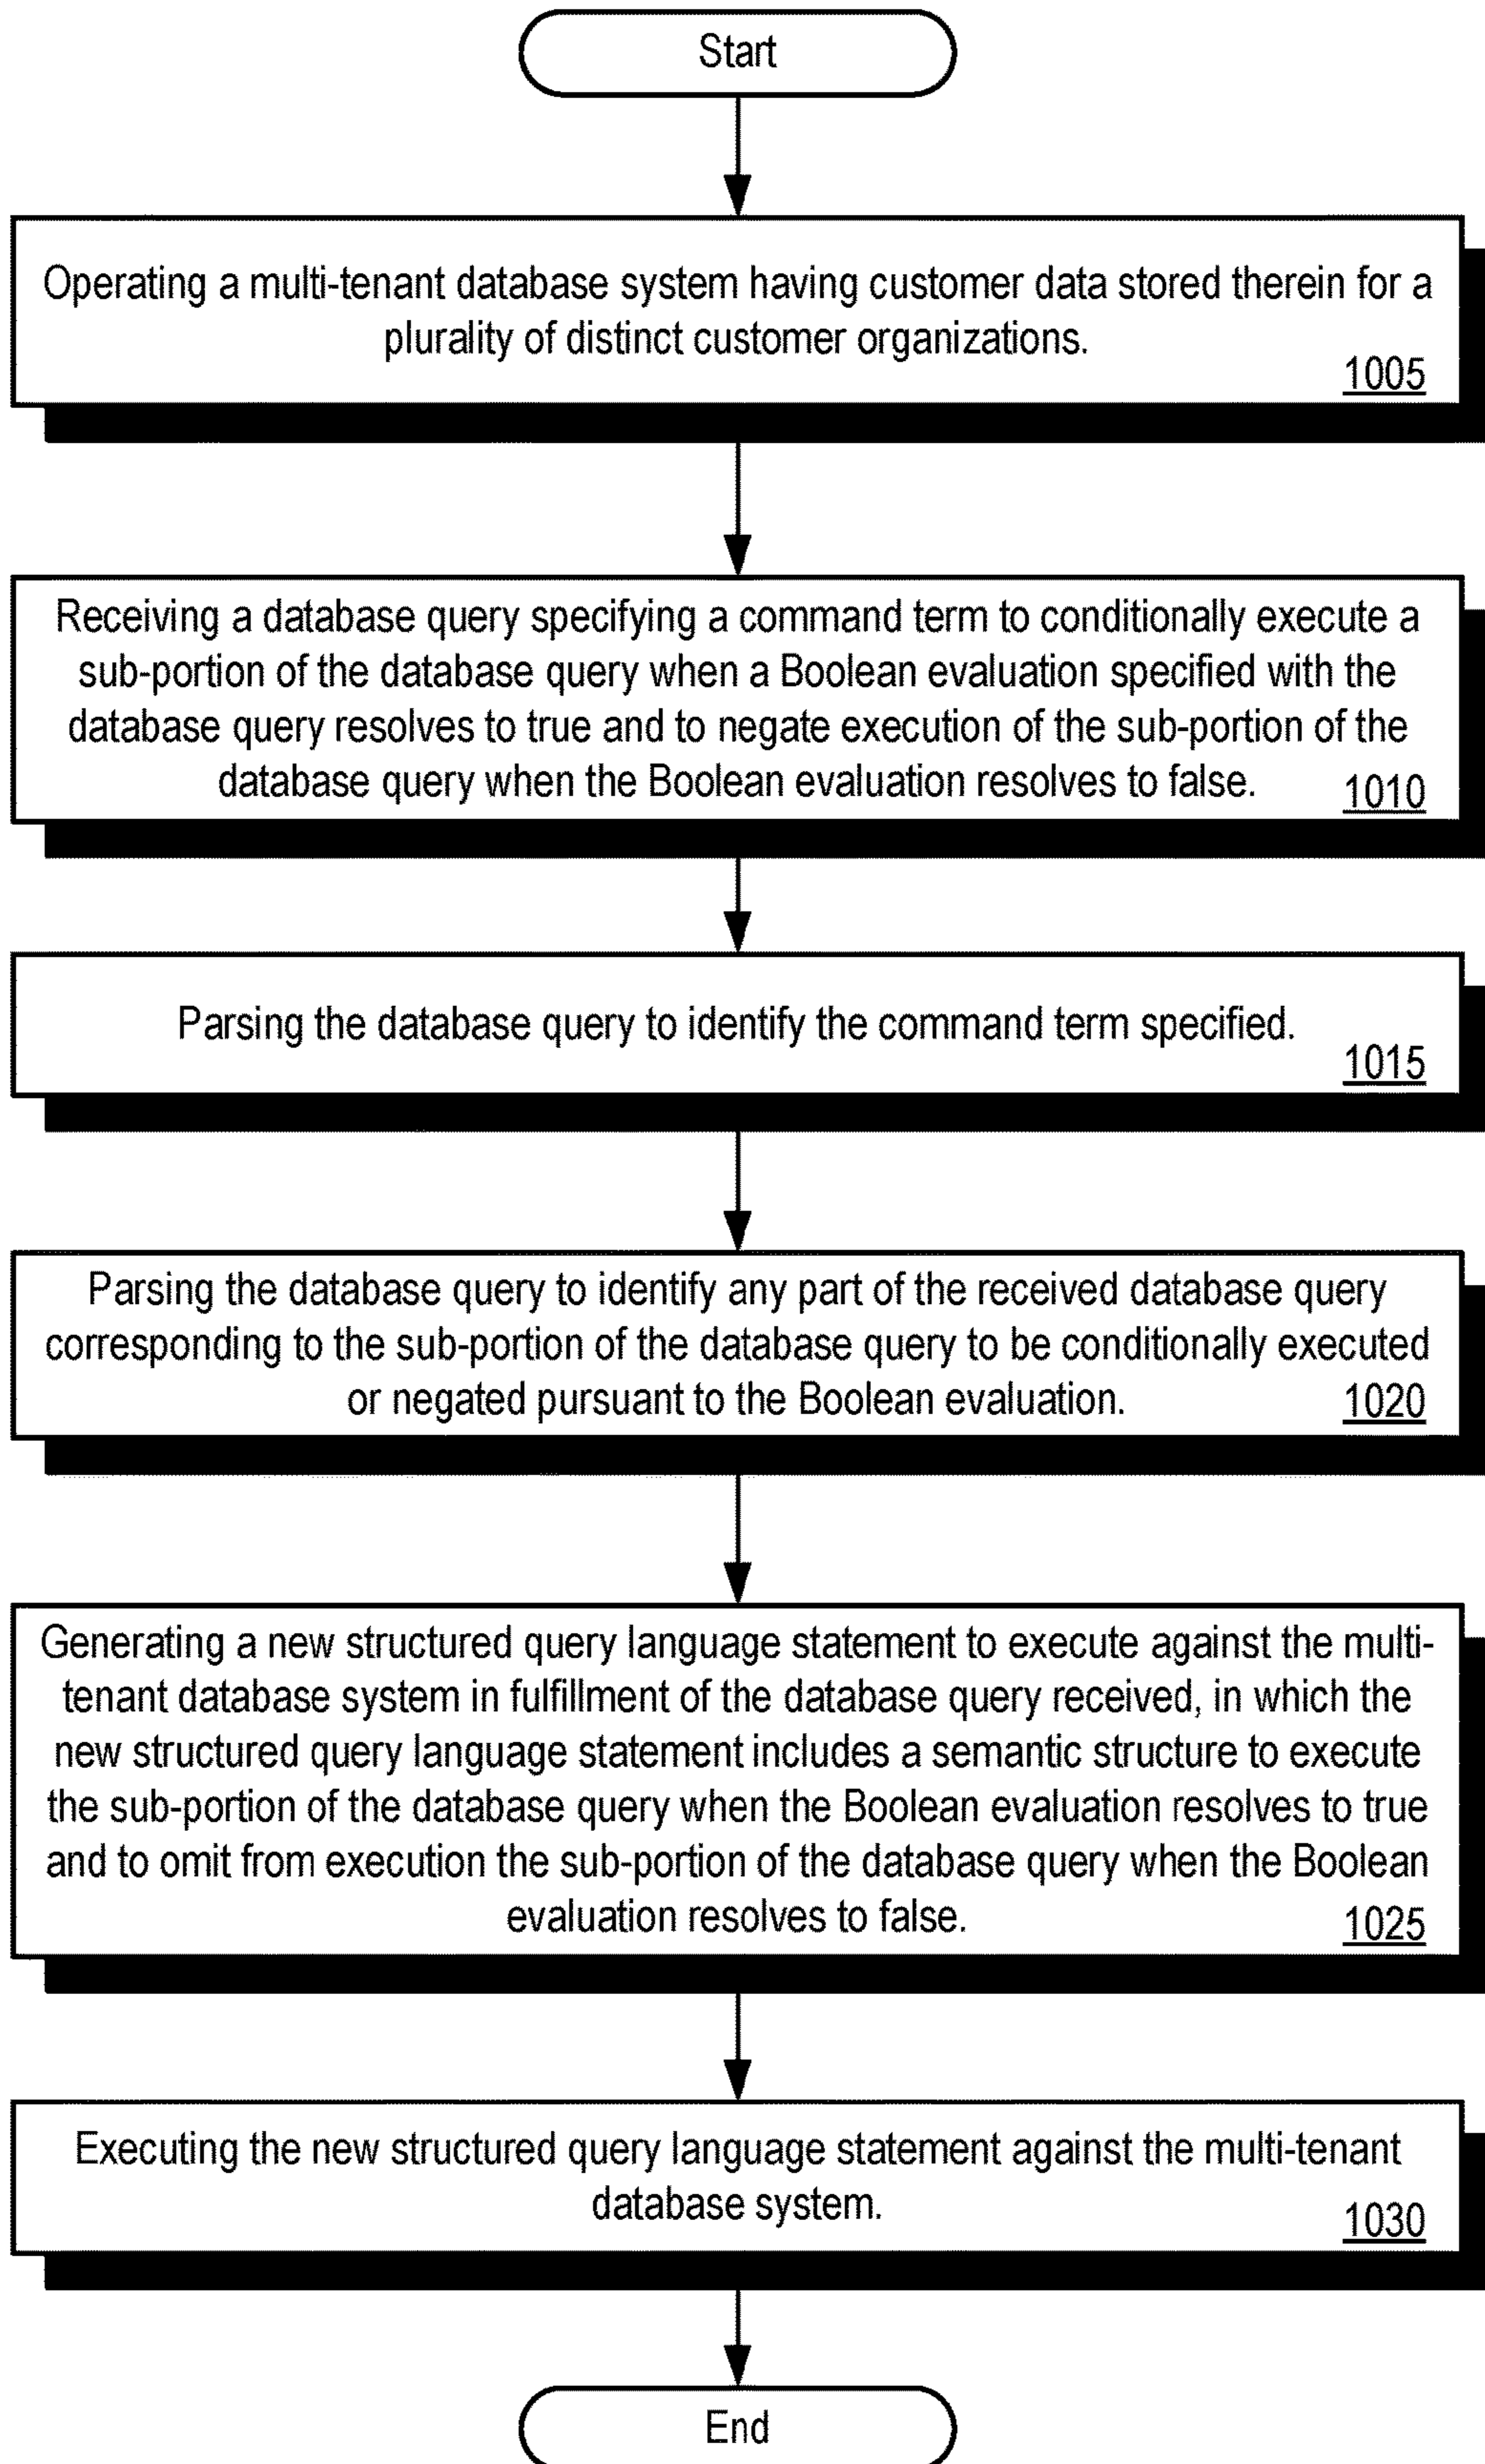 Start
Operating a multi-tenant database system having customer data stored therein for a
plurality of distinct customer organizations.
1005
Receiving a database query specifying a command term to conditionally execute a
sub-portion of the database query when a Boolean evaluation specified with the
database query resolves to true and to negate execution of the sub-portion of the
database query when the Boolean evaluation resolves to false.
1010
Parsing the database query to identify the command term specified.
1015
Parsing the database query to identify any part of the received database query
corresponding to the sub-portion of the database query to be conditionally executed
or negated pursuant to the Boolean evaluation.
1020
Generating a new structured query language statement to execute against the multi-
tenant database system in fulfillment of the database query received, in which the
new structured query language statement includes a semantic structure to execute
the sub-portion of the database query when the Boolean evaluation resolves to true
and to omit from execution the sub-portion of the database query when the Boolean
evaluation resolves to false.
1025
Executing the new structured query language statement against the multi-tenant
database system.
1030
End